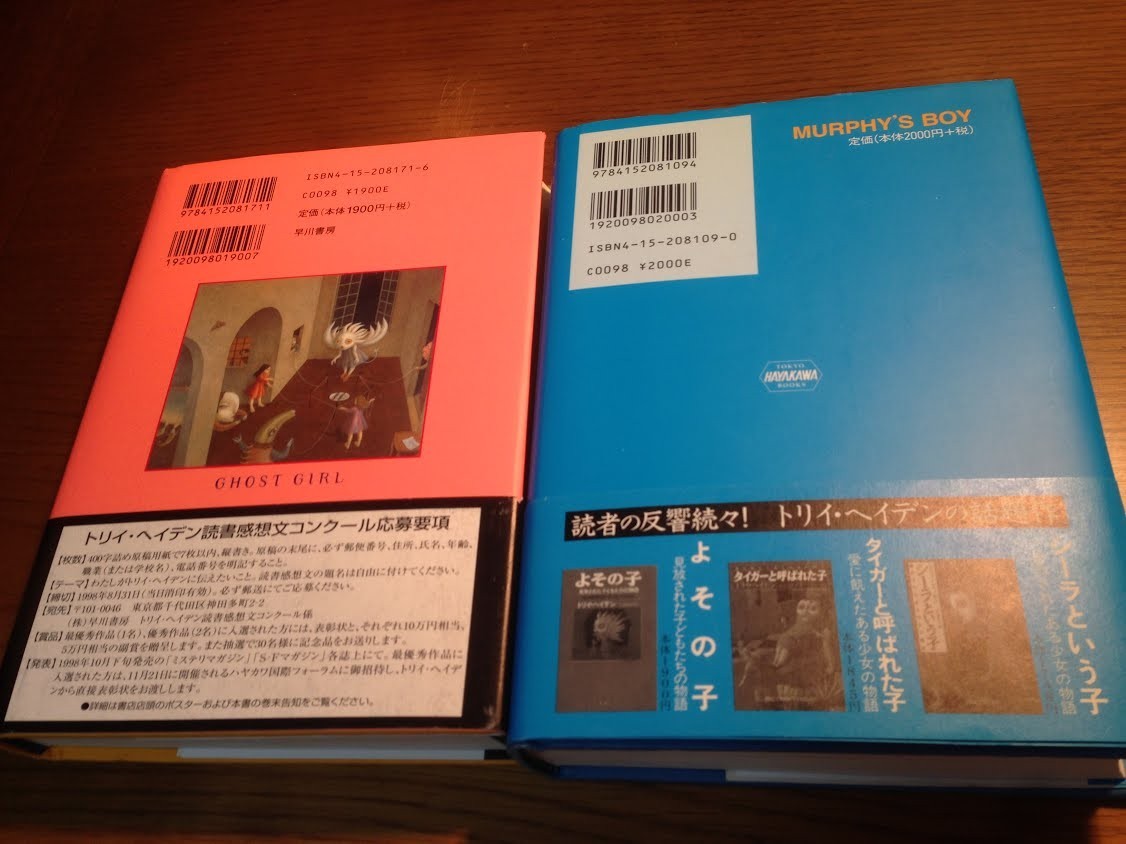 ISBN4-15-208171-6
9784152081711
C0098 ¥1900E
定価(本体1900円+税)
1920098019007
早川書房
GHOST GIRL
トリイ・ヘイデン読書感想文コンクール応募要項
【枚数】400字詰め原稿用紙で7枚以内、縦書き。原稿の末尾に、必ず郵便番号、住所、氏名、年齢、
職業(または学校名)、電話番号を明記すること。
【テーマ】わたしがトリイ・ヘイデンに伝えたいこと。読書感想文の題名は自由に付けてください。
【締切】1998年8月31日(当日消印有効)。必ず郵送にてご応募ください。
【宛先】〒101-0046 東京都千代田区神田多町2-2
(株)早川書房 トリイ・ヘイデン読書感想文コンクール係
【賞品】最優秀作品(1名)、優秀作品(2名)に入選された方には、表彰状と、それぞれ10万円相当、
5万円相当の副賞を贈呈します。また抽選で30名様に記念品をお送りします。
【発表】1998年10月下旬発売の「ミステリマガジン」「S・Fマガジン」各誌上にて。最優秀作品に
入選された方は、11月21日に開催されるハヤカワ国際フォーラムに御招待し、トリイ・ヘイデ
ンから直接表彰状をお渡しします。
●詳細は書店店頭のポスターおよび本書の巻末告知をご覧ください。
MURPHY'S BOY
定価(本体2000円+税)
9784152081094
1920098020003
ISBN4-15-208109-0
C0098 ¥2000E
TOKYO
HAYAKAWA
BOOKS
読者の反響続々! トリイ・ヘイデンの
シーラという子
ある少女の物語
シーラという子
タイガーと呼ばれた子
愛に飢えたある少女の物語
本体1845円
タイガーと呼ばれた子
よその子
見放された子どもたちの物語
本体1900円
よその子
トリイ・ヘイデン